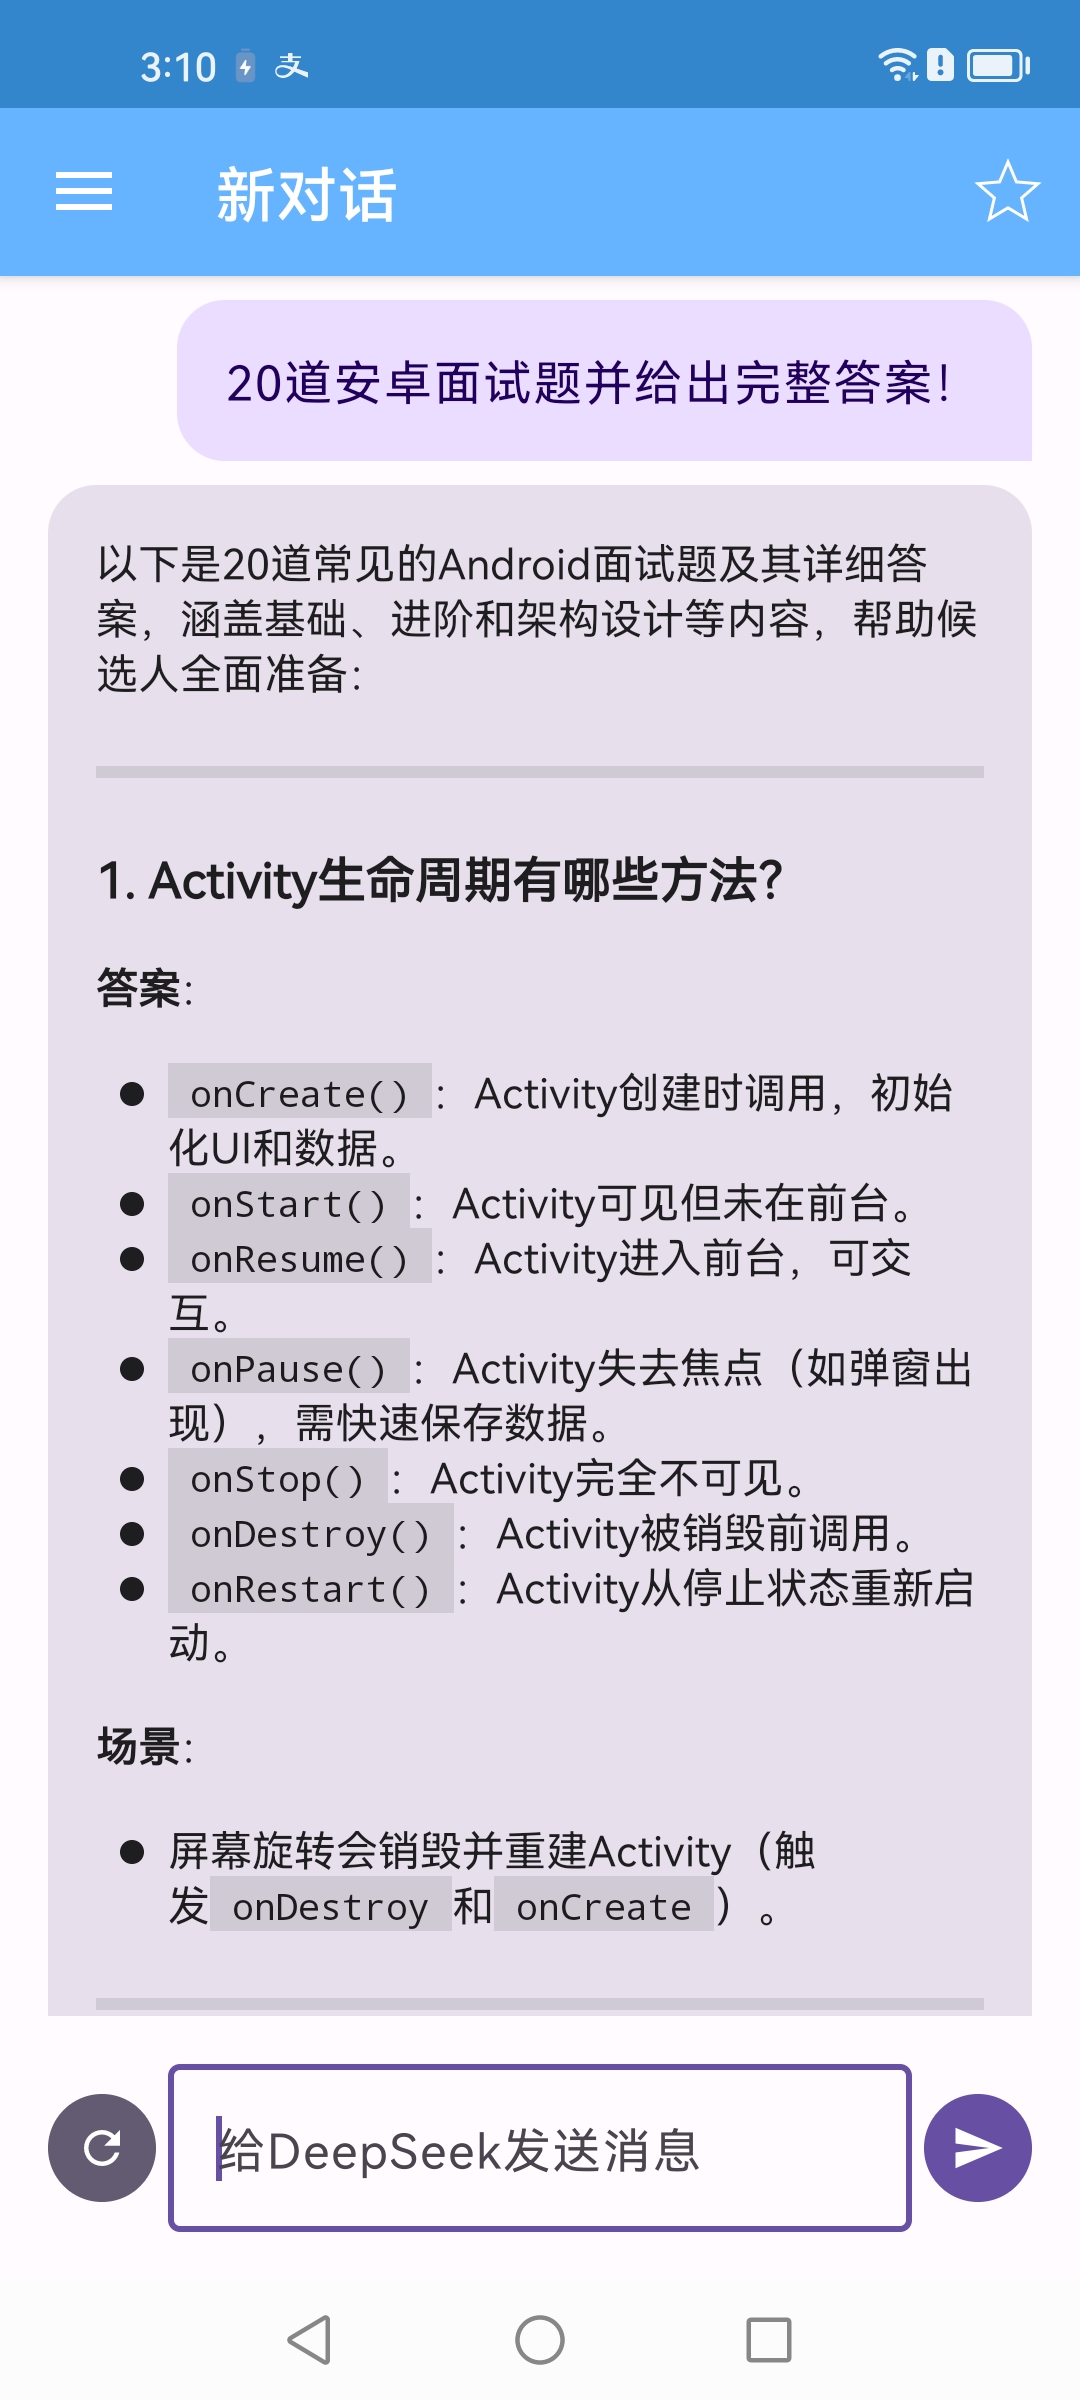 3:10
新对话
20道安卓面试题并给出完整答案!
以下是20道常见的Android面试题及其详细答
案，涵盖基础、进阶和架构设计等内容，帮助候
选人全面准备：
1. Activity生命周期有哪些方法?
答案：
onCreate() ：Activity创建时调用，初始
化UI和数据。
onStart() ：Activity可见但未在前台。
onResume() ：Activity进入前台，可交
互。
onPause() ：Activity失去焦点（如弹窗出
现），需快速保存数据。
onStop() ：Activity完全不可见。
onDestroy() ：Activity被销毁前调用。
onRestart() ：Activity从停止状态重新启
动。
场景：
屏幕旋转会销毁并重建Activity（触
发 onDestroy 和 onCreate ）。
给DeepSeek发送消息